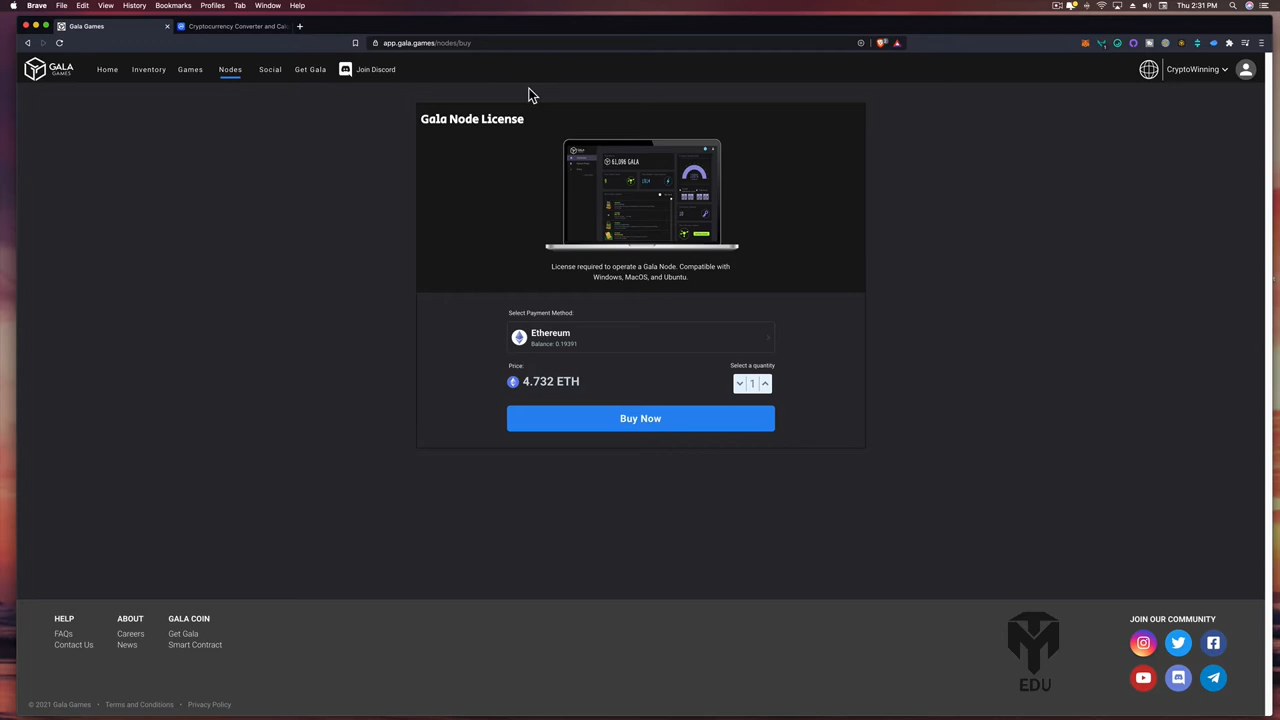 Brave File Edit View History Bookmarks Profiles Tab Window Help
Thu 2:31 PM
Gala Games
Cryptocurrency Converter and Calc
app.gala.games/nodes/buy
GALA GAMES
Home Inventory Games Nodes Social Get Gala Join Discord
CryptoWinning
Gala Node License
61,096 GALA
License required to operate a Gala Node. Compatible with
Windows, MacOS, and Ubuntu.
Select Payment Method:
Ethereum
Balance: 0.19391
Price: Select a quantity
4.732 ETH 1
Buy Now
HELP ABOUT GALA COIN
FAQs Careers Get Gala
Contact Us News Smart Contract
JOIN OUR COMMUNITY
EDU
© 2021 Gala Games • Terms and Conditions • Privacy Policy